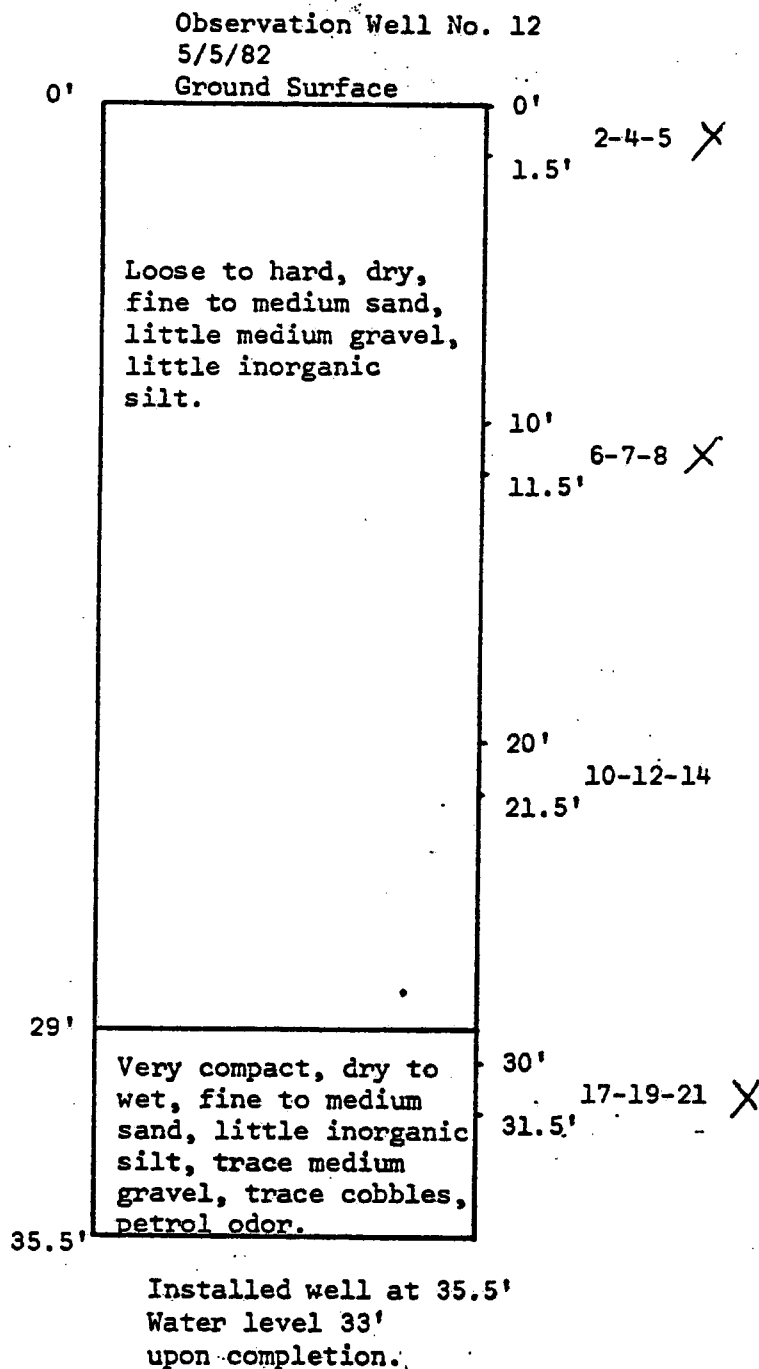 Observation Well No. 12
5/5/82
Ground Surface
0'
0'
2-4-5 X
1.5'
Loose to hard, dry,
fine to medium sand,
little medium gravel,
little inorganic
silt.
10'
6-7-8 X
11.5'
20'
10-12-14
21.5'
29'
30'
17-19-21 X
31.5'
Very compact, dry to
wet, fine to medium
sand, little inorganic
silt, trace medium
gravel, trace cobbles,
petrol odor.
35.5'
Installed well at 35.5'
Water level 33'
upon completion.